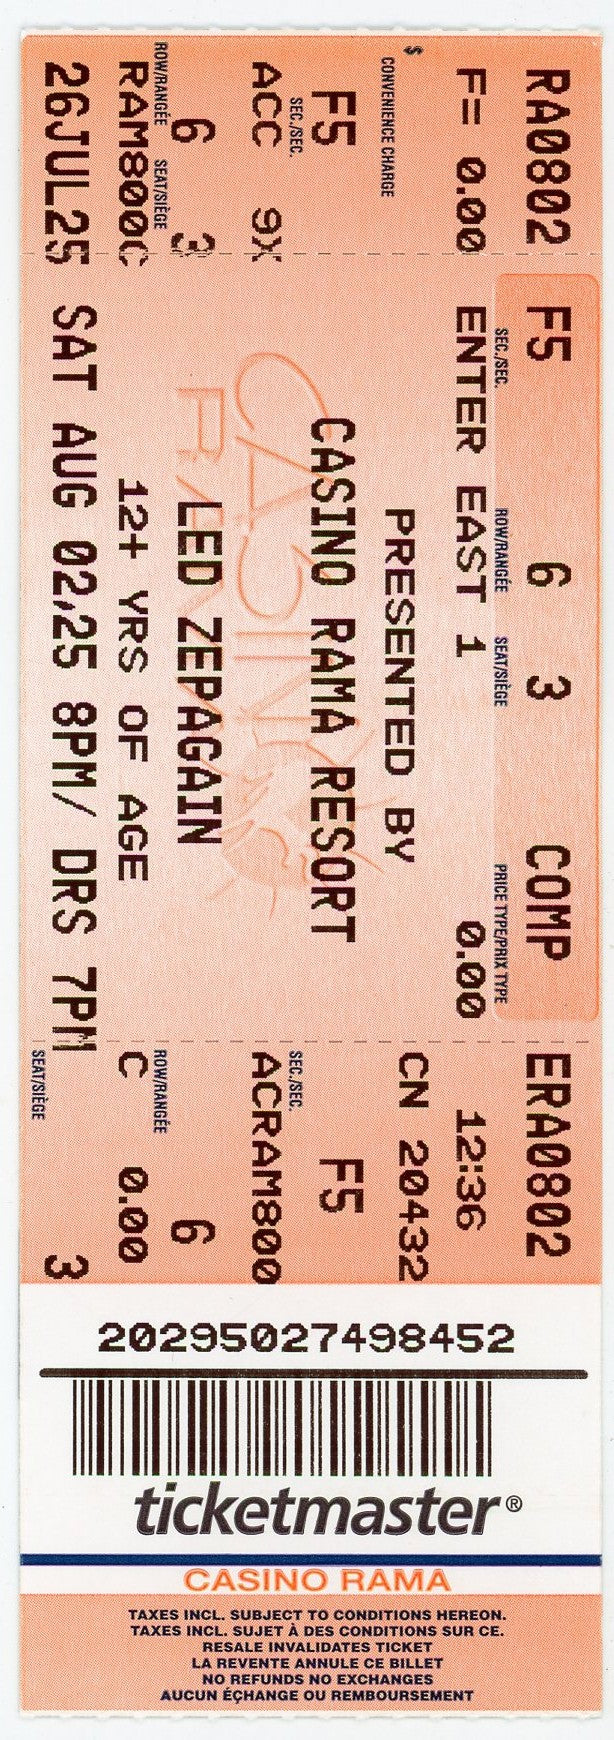 RA0802
F5
6
3
COMP
ERA0802
SEC./SEC.
ROW/RANGÉE
SEAT/SIÈGE
PRICE TYPE/PRIX TYPE
F= 0.00
ENTER EAST 1
0.00
12:36
$
CONVENIENCE CHARGE
PRESENTED BY
CN 20432
F5
SEC./SEC.
CASINO RAMA RESORT
SEC./SEC.
F5
CASINO
RAMA
ACC 9X
ACRAM800
6
3
LED ZEPAGAIN
6
ROW/RANGÉE
SEAT/SIÈGE
ROW/RANGÉE
RAM800C
12+ YRS OF AGE
C 0.00
26JUL25
SAT AUG 02,25 8PM/ DRS 7PM
3
SEAT/SIÈGE
20295027498452
ticketmaster®
CASINO RAMA
TAXES INCL. SUBJECT TO CONDITIONS HEREON.
TAXES INCL. SUJET À DES CONDITIONS SUR CE.
RESALE INVALIDATES TICKET
LA REVENTE ANNULE CE BILLET
NO REFUNDS NO EXCHANGES
AUCUN ÉÇHANGE OU REMBOURSEMENT